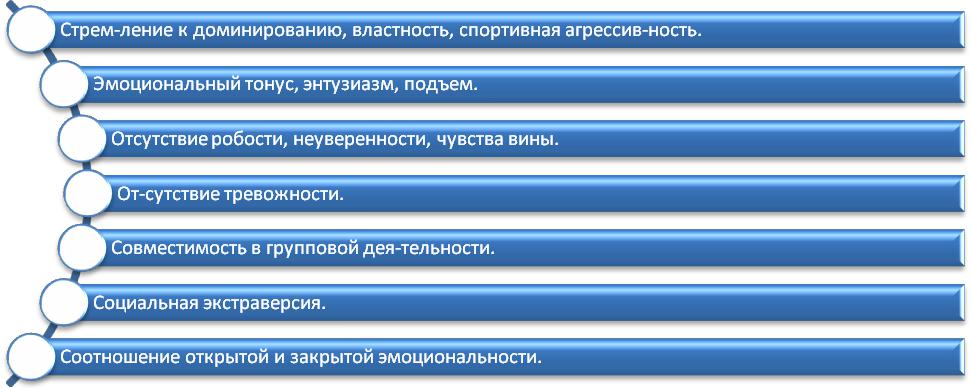 Стрем-ление к доминированию, властность, спортивная агрессив-ность.
Эмоциональный тонус, энтузиазм, подъем.
Отсутствие робости, неуверенности, чувства вины.
От-сутствие тревожности.
Совместимость в групповой дея-тельности.
Социальная экстраверсия.
Соотношение открытой и закрытой эмоциональности.